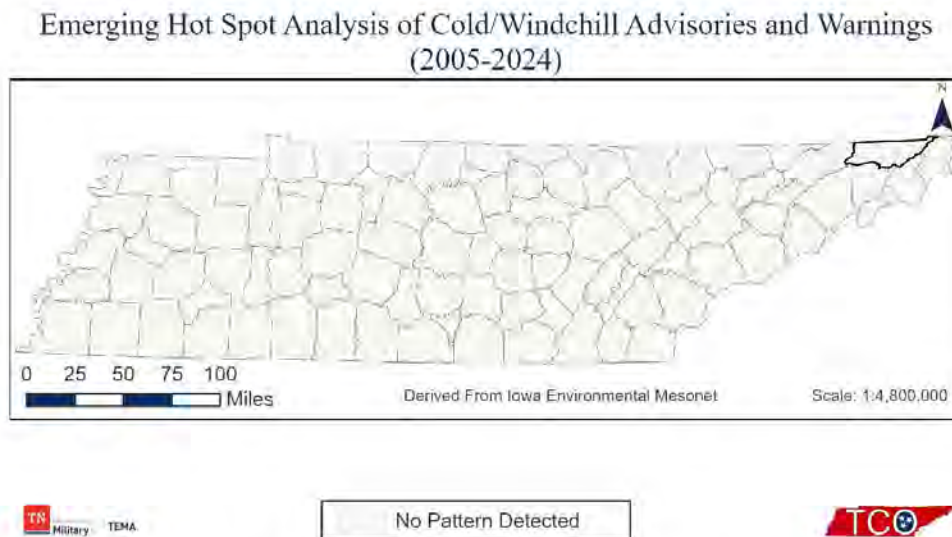 Emerging Hot Spot Analysis of Cold/Windchill Advisories and Warnings
(2005-2024)
N
0 25 50 75 100
Miles
Derived From Iowa Environmental Mesonet
Scale: 1:4,800,000
TN
Military
TEMA
No Pattern Detected
TCO